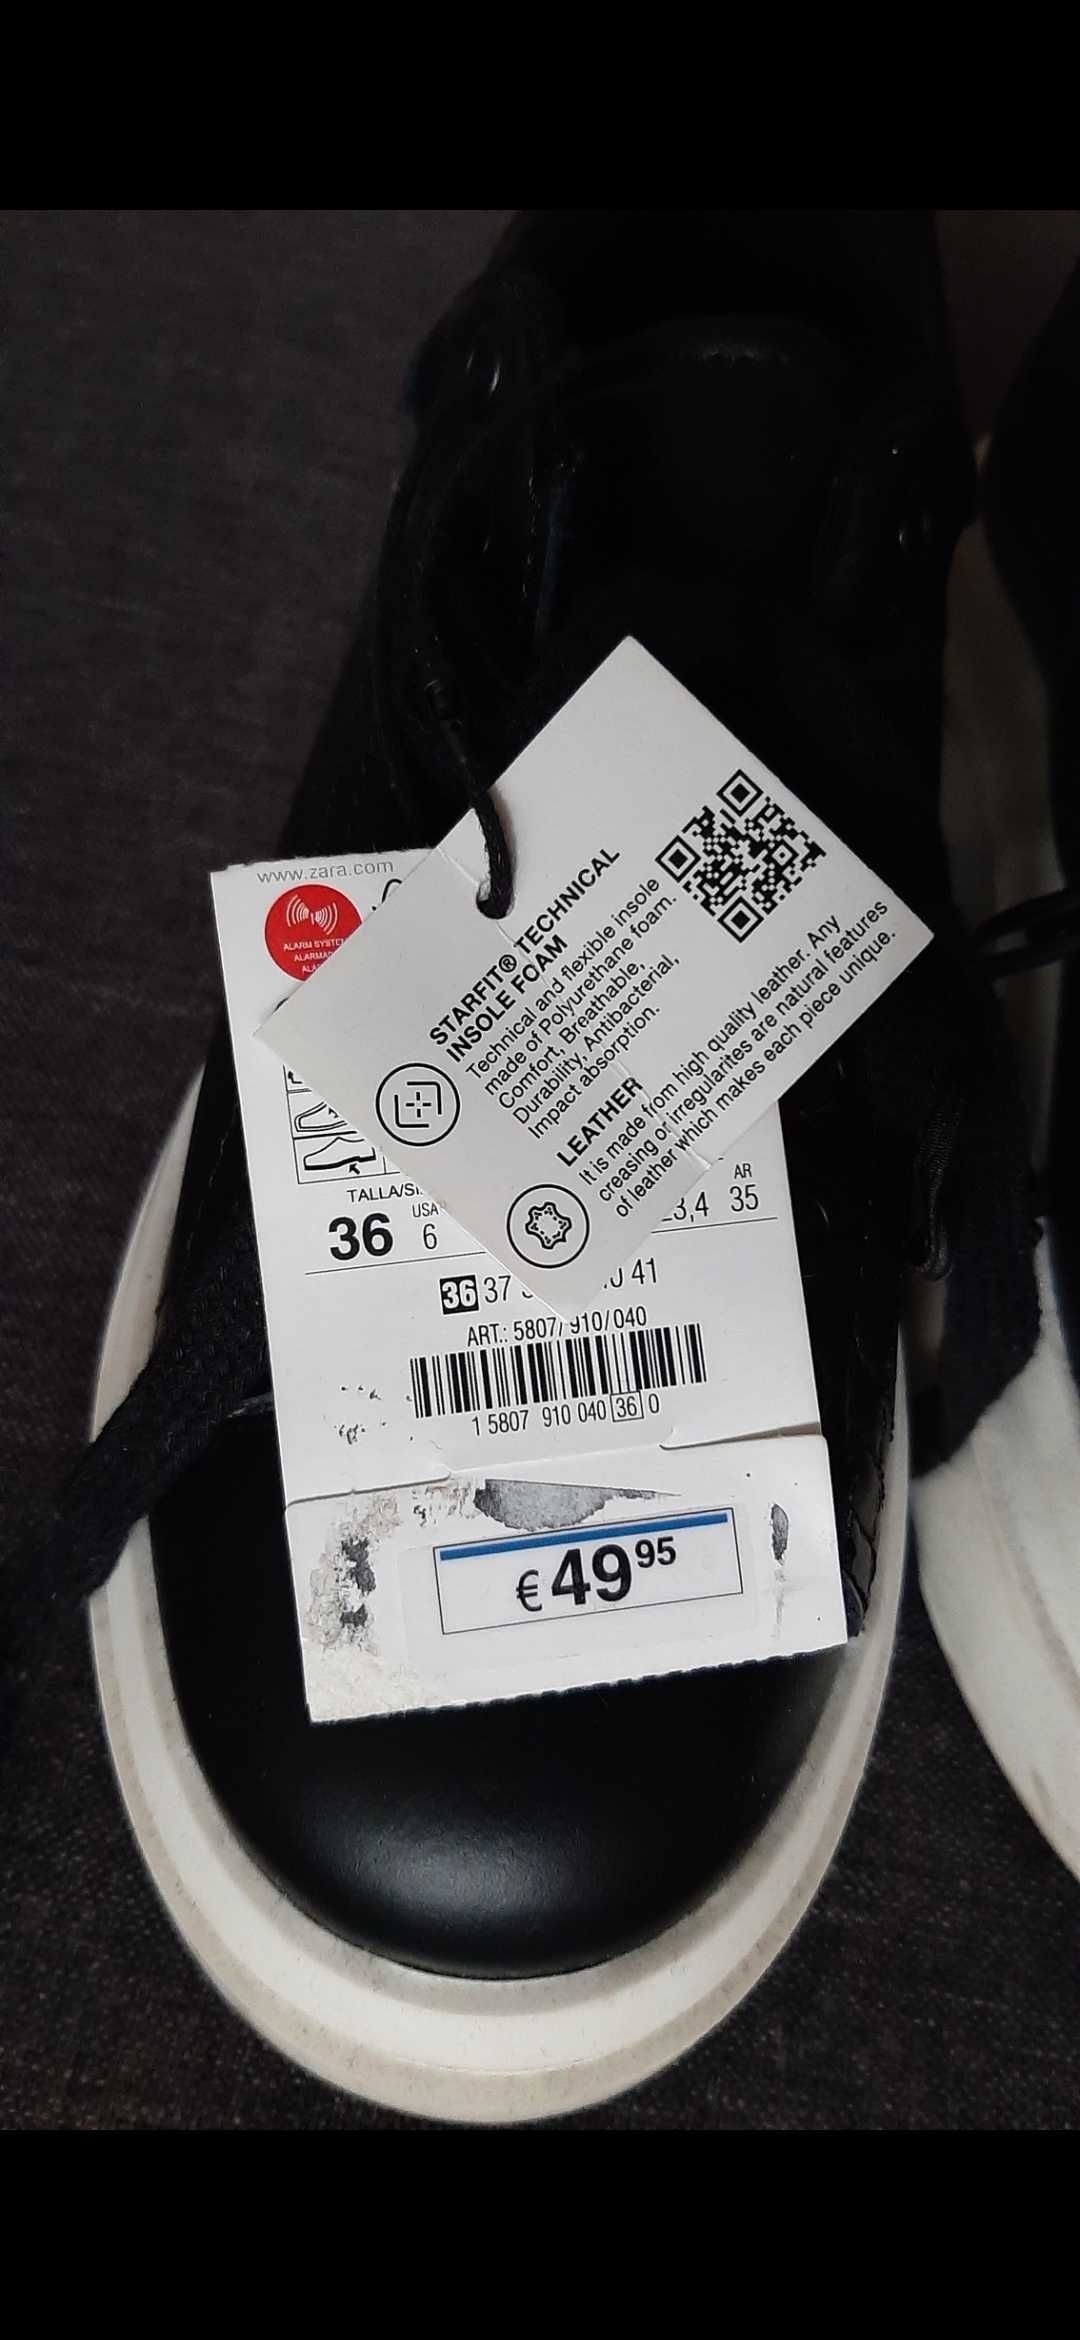 www.zara.com
ALARM SYSTEM
STARFIT® TECHNICAL
INSOLE FOAM
Technical and flexible insole
made of Polyurethane foam.
Comfort, Breathable,
Durability, Antibacterial,
Impact absorption.
LEATHER
It is made from high quality leather. Any
creasing or irregularites are natural features
of leather which makes each piece unique.
TALLA/SI
USA AR
36 6 3,4 35
36 37 41
ART.: 5807/910/040
1 5807 910 040 36 0
€ 49 95